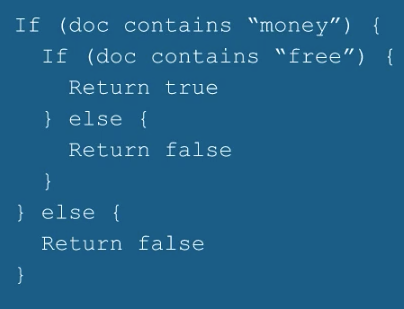 If (doc contains “money”) {
If (doc contains “free”) {
Return true
} else {
Return false
}
} else {
Return false
}